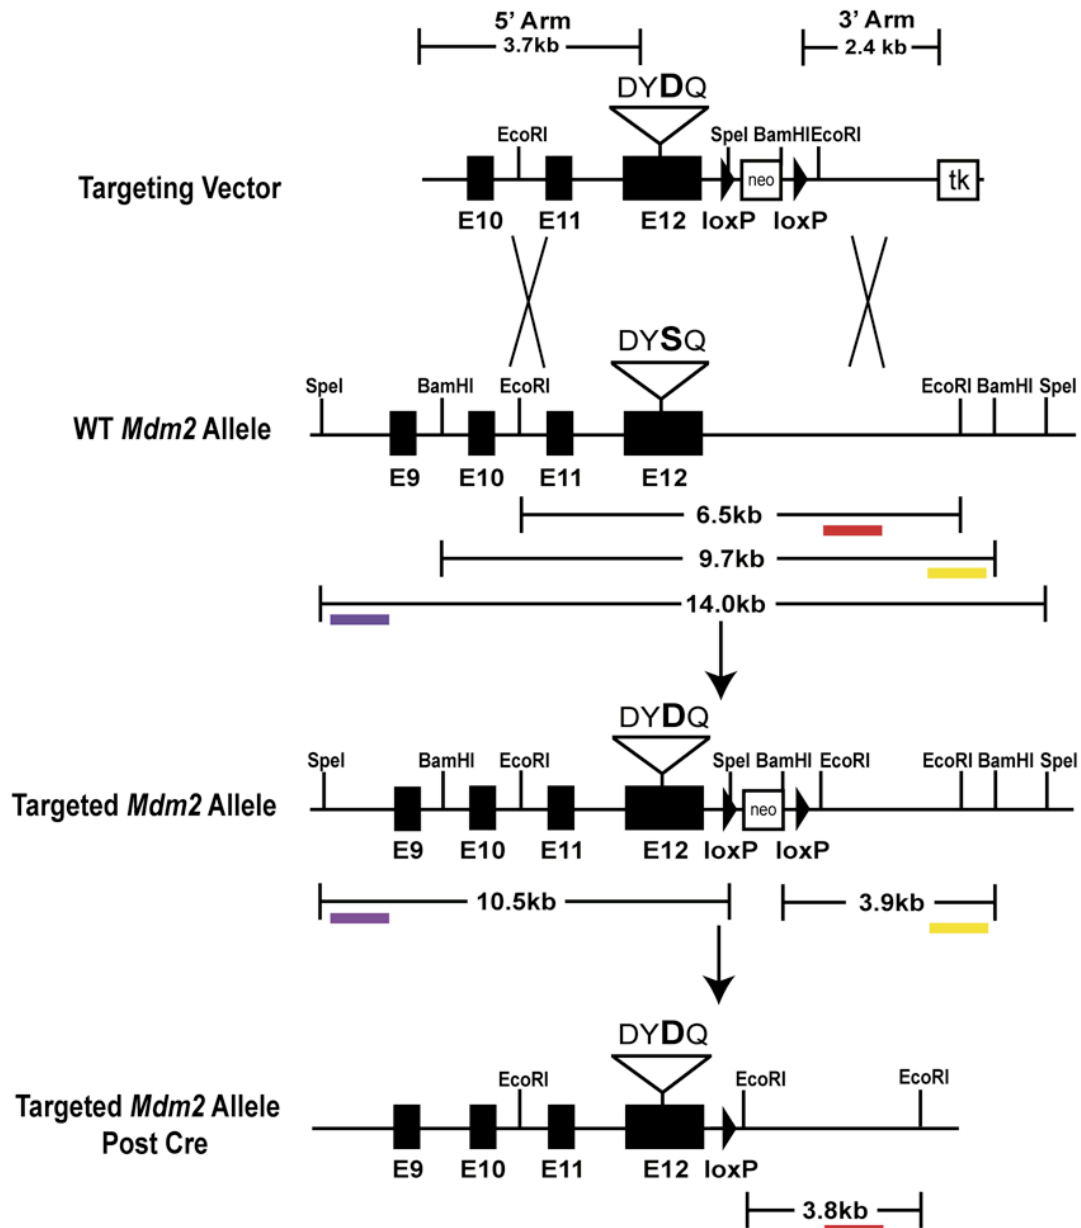 5’ Arm 3’ Arm
3.7kb 2.4 kb
DYDQ
EcoRI SpeI BamHI EcoRI
Targeting Vector neo tk
E10 E11 E12 loxP loxP
DYSQ
SpeI BamHI EcoRI EcoRI BamHI SpeI
WT Mdm2 Allele
E9 E10 E11 E12
6.5kb
9.7kb
14.0kb
DYDQ
SpeI BamHI EcoRI SpeI BamHI EcoRI EcoRI BamHI SpeI
Targeted Mdm2 Allele neo
E9 E10 E11 E12 loxP loxP
10.5kb 3.9kb
DYDQ
EcoRI EcoRI EcoRI
Targeted Mdm2 Allele
Post Cre
E9 E10 E11 E12 loxP
3.8kb